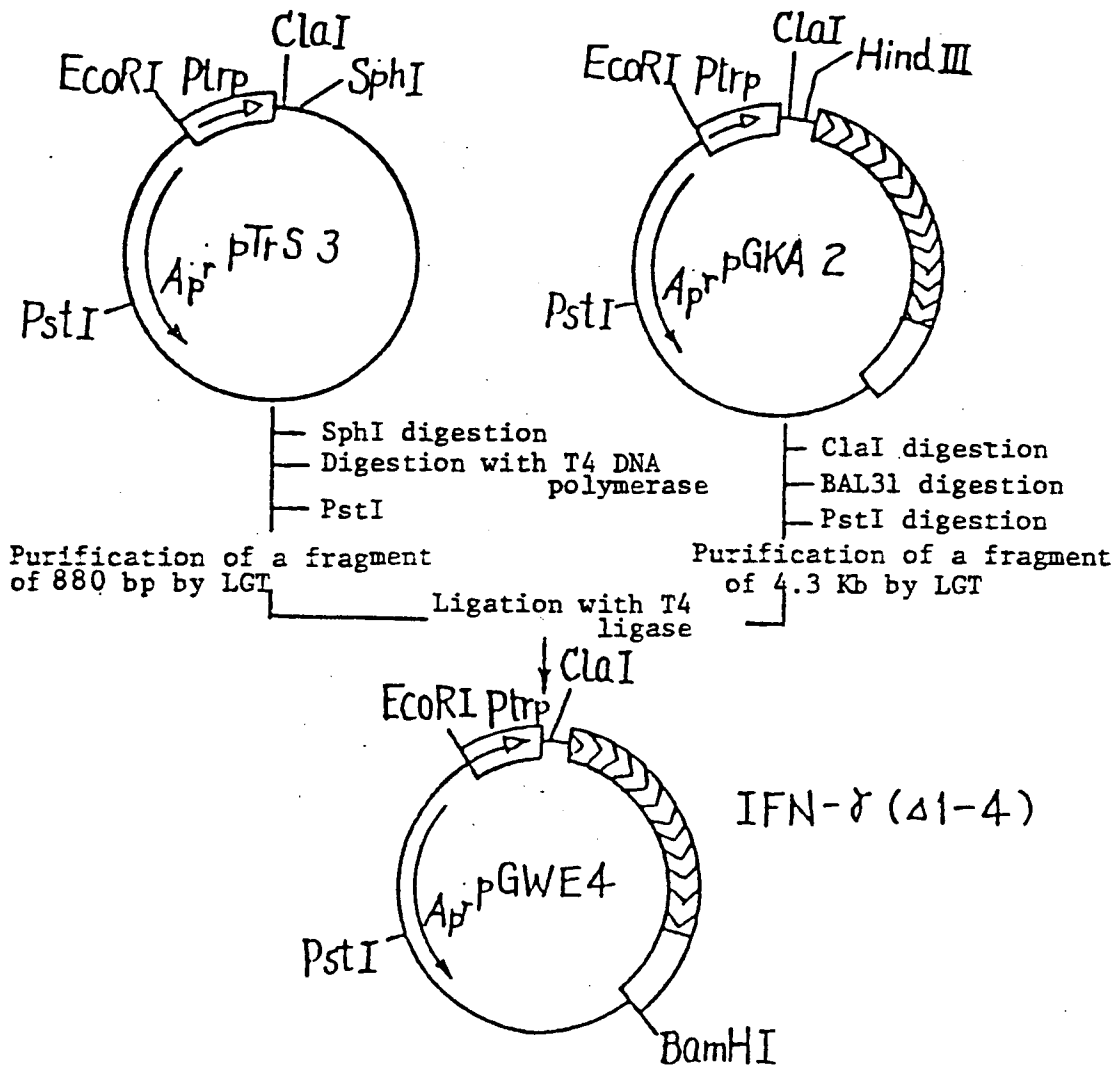 ClaI
EcoRI Ptrp
SphI
Apr
pTrS 3
PstI
SphI digestion
Digestion with T4 DNA
polymerase
PstI
Purification of a fragment
of 880 bp by LGT
ClaI
HindIII
EcoRI Ptrp
Apr
pGKA 2
PstI
ClaI digestion
BAL31 digestion
PstI digestion
Purification of a fragment
of 4.3 Kb by LGT
Ligation with T4
ligase
ClaI
EcoRI Ptrp
IFN-γ (Δ1-4)
Apr
pGWE4
PstI
BamHI